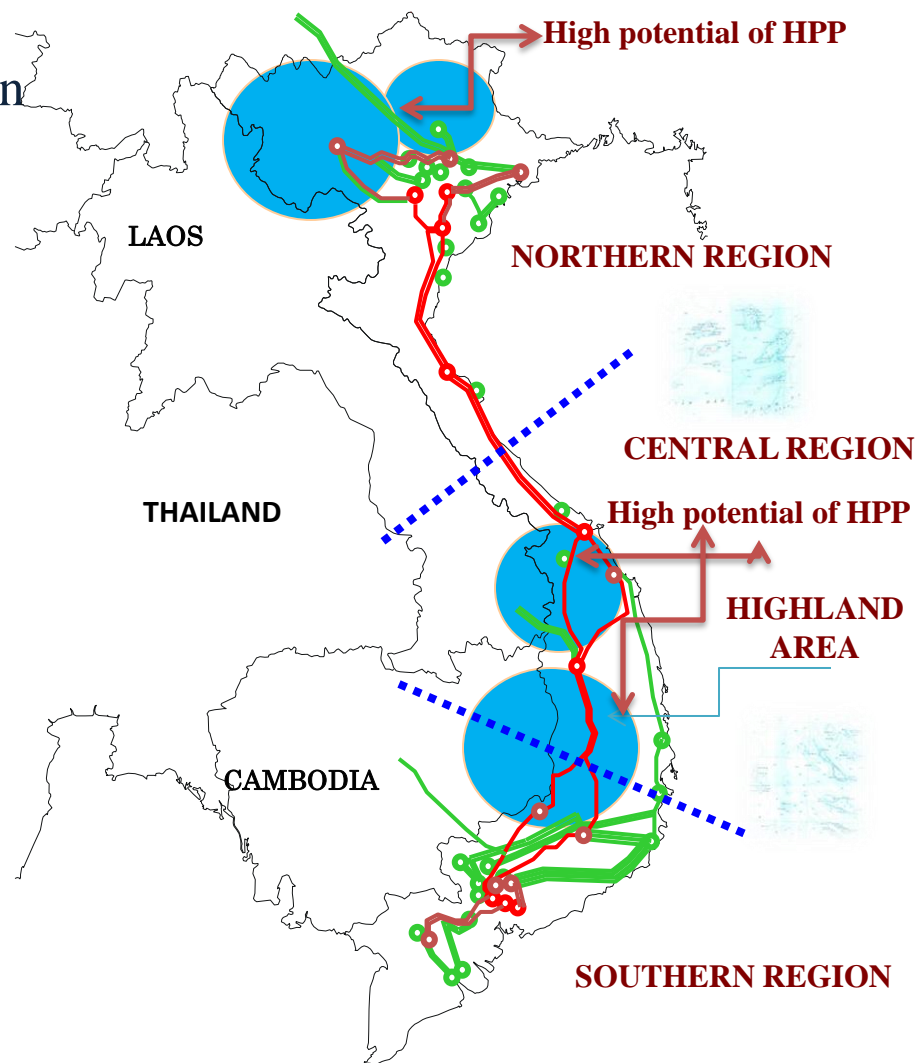 High potential of HPP
n
LAOS
NORTHERN REGION
CENTRAL REGION
THAILAND
High potential of HPP
HIGHLAND
AREA
CAMBODIA
SOUTHERN REGION